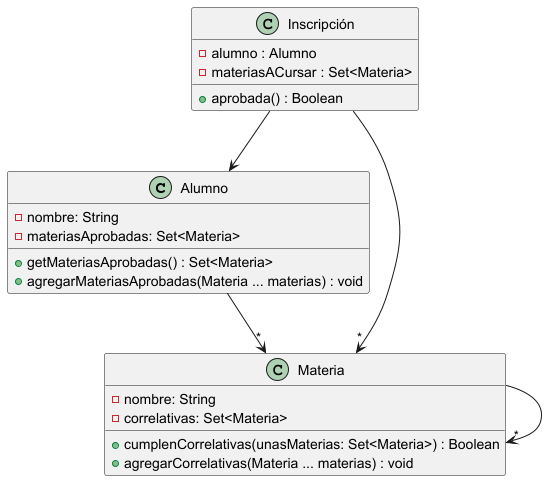 C Inscripción
alumno : Alumno
materiasACursar : Set<Materia>
aprobada() : Boolean
C Alumno
nombre: String
materiasAprobadas: Set<Materia>
getMateriasAprobadas() : Set<Materia>
agregarMateriasAprobadas(Materia ... materias) : void
*
*
C Materia
nombre: String
correlativas: Set<Materia>
cumplenCorrelativas(unasMaterias: Set<Materia>) : Boolean
agregarCorrelativas(Materia ... materias) : void
*